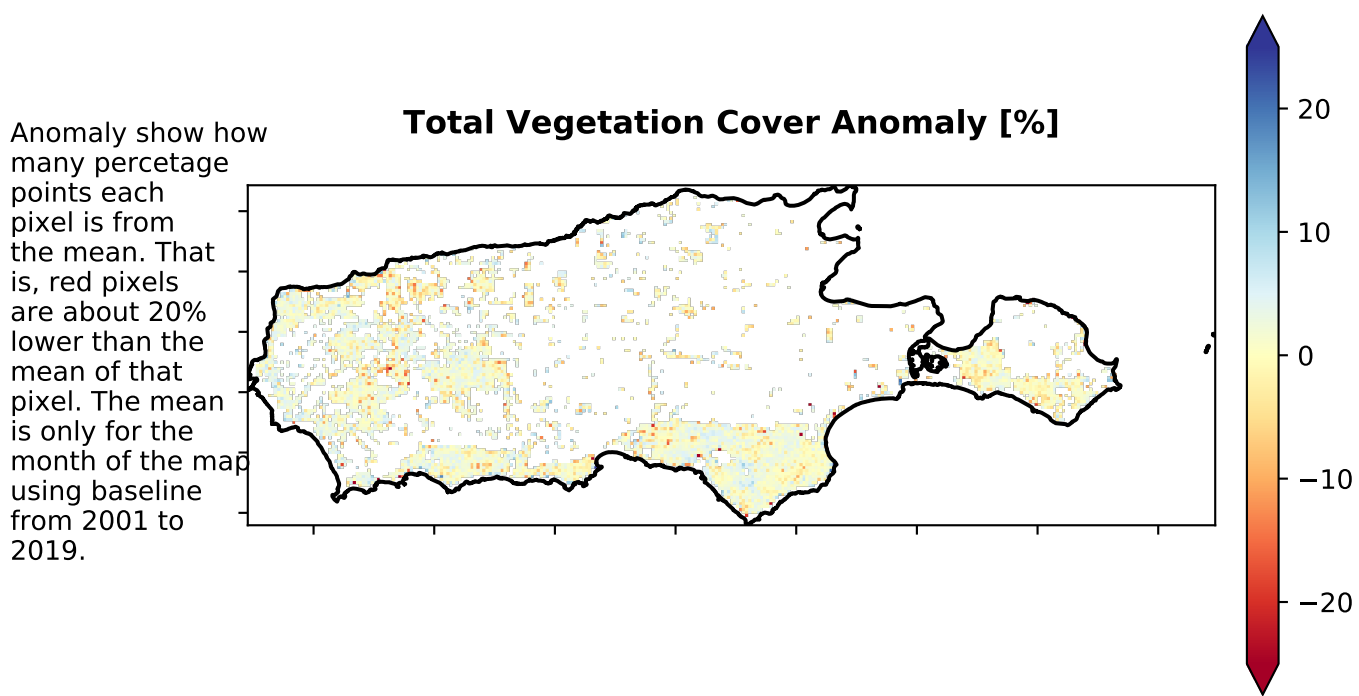 Total Vegetation Cover Anomaly [%]
Anomaly show how
many percetage
points each
pixel is from
the mean. That
is, red pixels
are about 20%
lower than the
mean of that
pixel. The mean
is only for the
month of the map
using baseline
from 2001 to
2019.
20
10
0
−10
−20